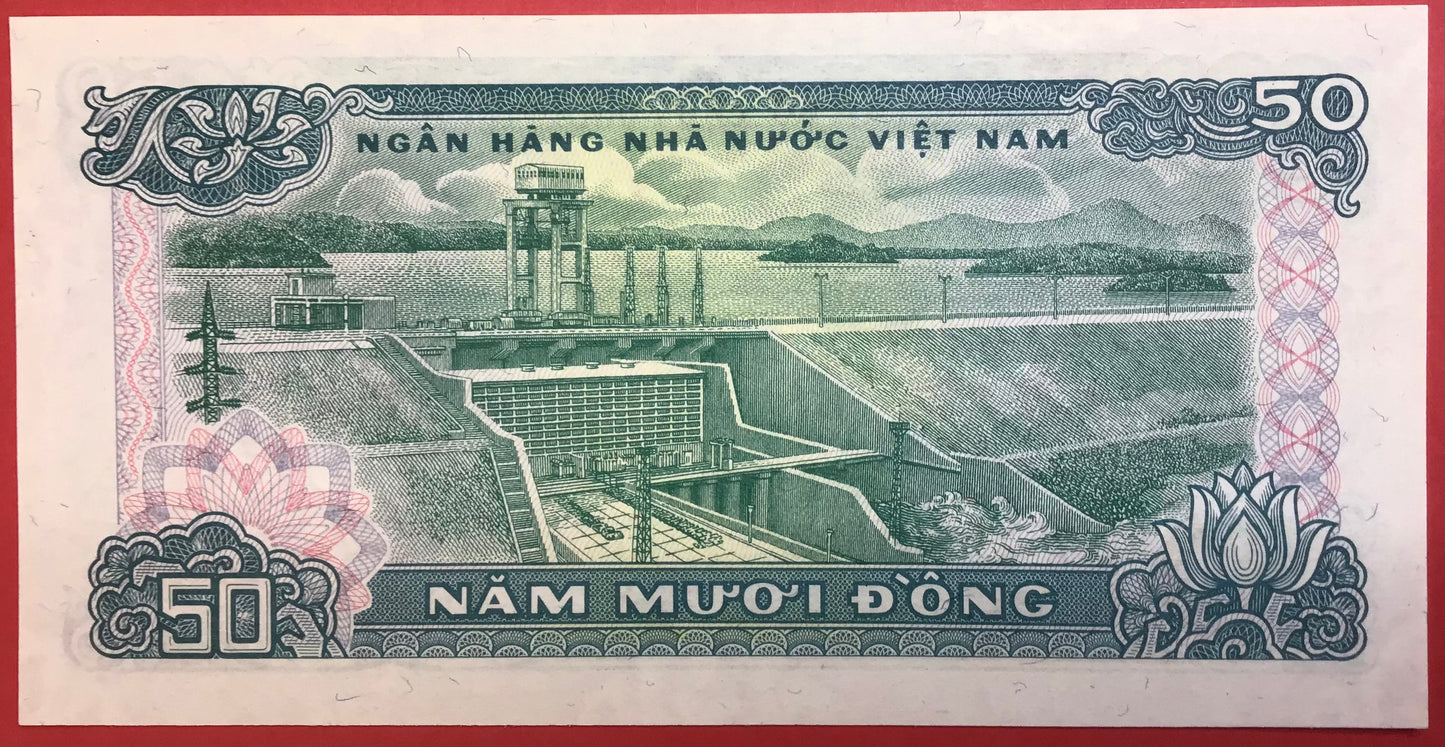 50
NGÂN HÀNG NHÀ NƯỚC VIỆT NAM
50
NĂM MƯƠI ĐỒNG